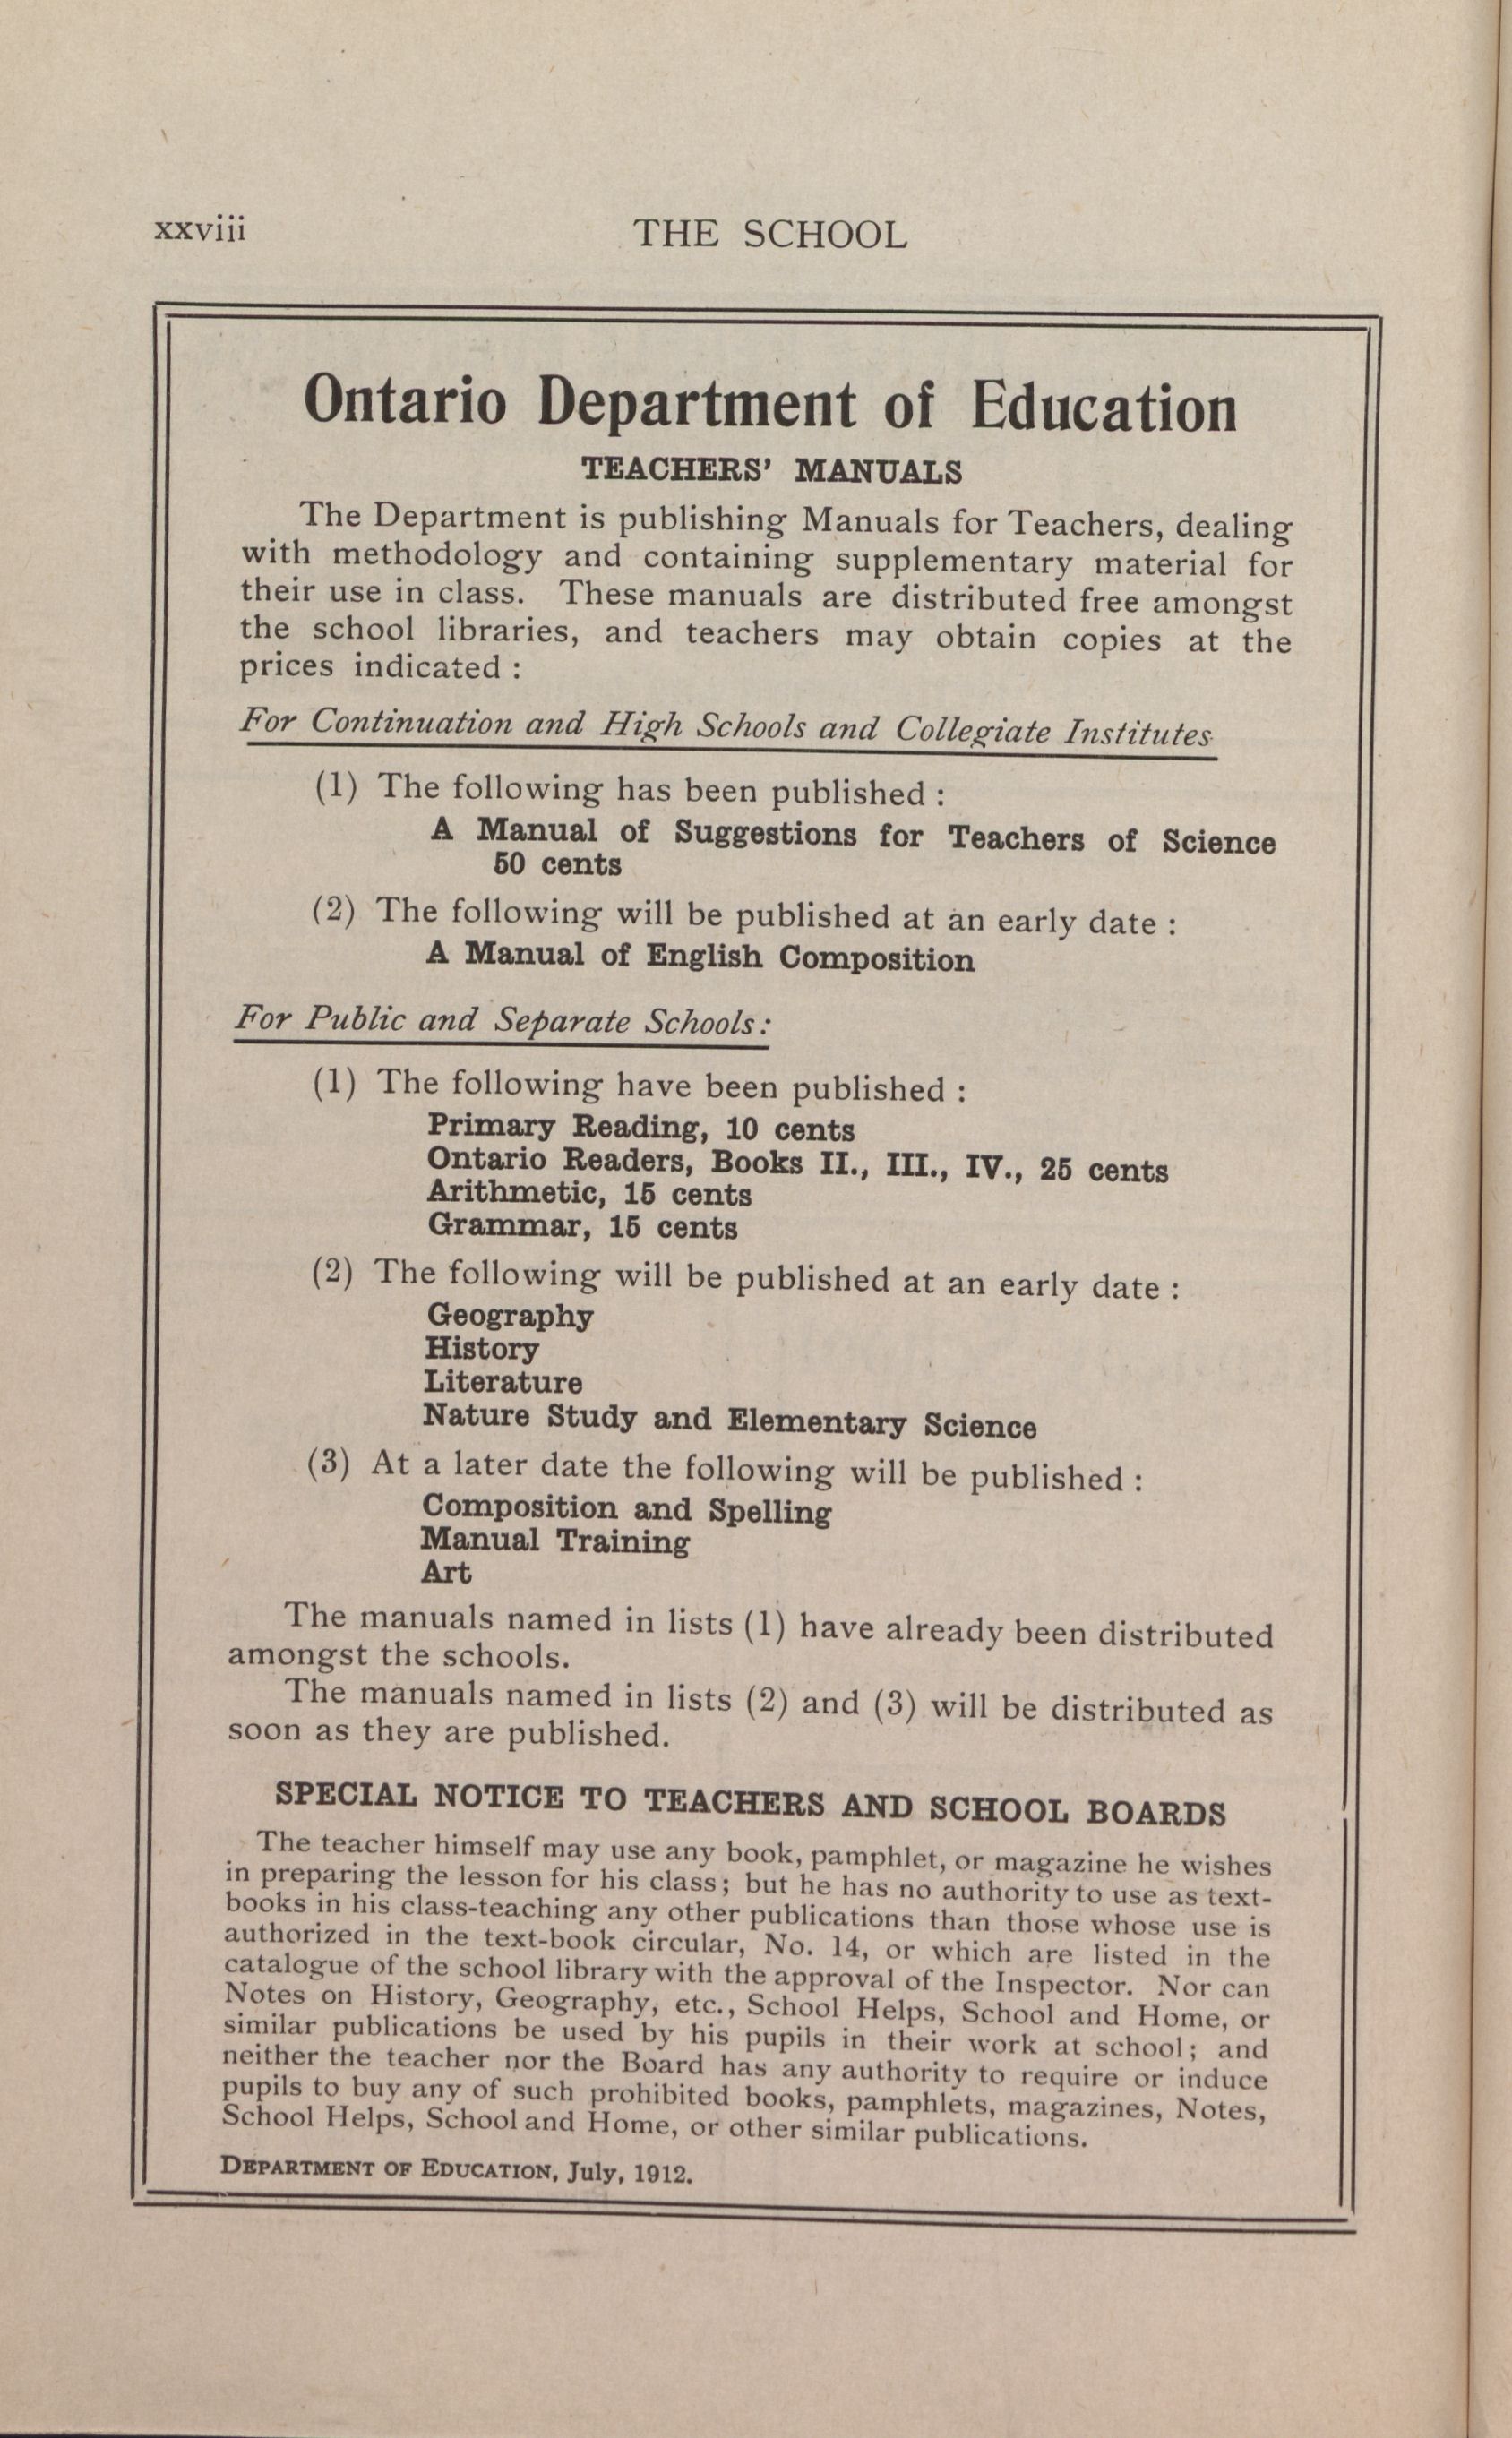 xxviii
THE SCHOOL
Ontario Department of Education
TEACHERS' MANUALS
The Department is publishing Manuals for Teachers, dealing
with methodology and containing supplementary material for
their use in class. These manuals are distributed free amongst
the school libraries, and teachers may obtain copies at the
prices indicated :
For Continuation and High Schools and Collegiate Institutes
(1) The following has been published :
A Manual of Suggestions for Teachers of Science
50 cents
(2) The following will be published at an early date :
A Manual of English Composition
For Public and Separate Schools :
(1) The following have been published :
Primary Reading, 10 cents
Ontario Readers, Books II., III., IV., 25 cents
Arithmetic, 15 cents
Grammar, 15 cents
(2) The following will be published at an early date :
Geography
History
Literature
Nature Study and Elementary Science
(3) At a later date the following will be published :
Composition and Spelling
Manual Training
Art
The manuals named in lists (1) have already been distributed
amongst the schools.
The manuals named in lists (2) and (3) will be distributed as
soon as they are published.
SPECIAL NOTICE TO TEACHERS AND SCHOOL BOARDS
The teacher himself may use any book, pamphlet, or magazine he wishes
in preparing the lesson for his class; but he has no authority to use as text-
books in his class-teaching any other publications than those whose use is
authorized in the text-book circular, No. 14, or which are listed in the
catalogue of the school library with the approval of the Inspector. Nor can
Notes on History, Geography, etc., School Helps, School and Home, or
similar publications be used by his pupils in their work at school; and
neither the teacher nor the Board has any authority to require or induce
pupils to buy any of such prohibited books, pamphlets, magazines, Notes,
School Helps, School and Home, or other similar publications.
DEPARTMENT OF EDUCATION, July, 1912.